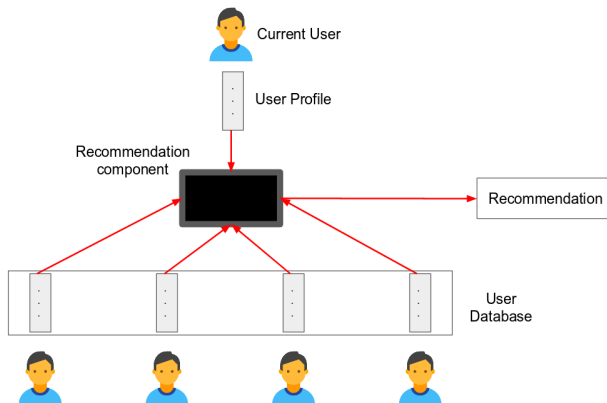 Current User
User Profile
Recommendation
component
Recommendation
User
Database